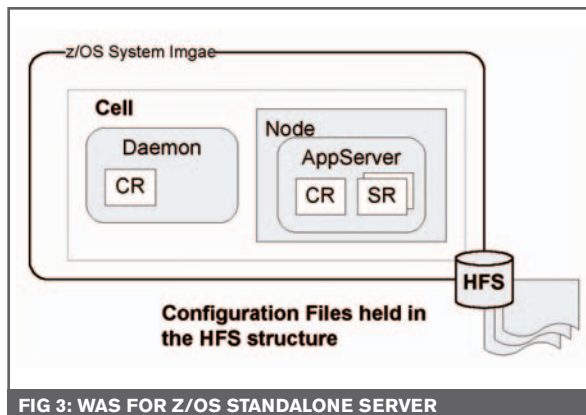 z/OS System Imgae
Cell
Daemon
CR
Node
AppServer
CR
SR
HFS
Configuration Files held in
the HFS structure
FIG 3: WAS FOR Z/OS STANDALONE SERVER